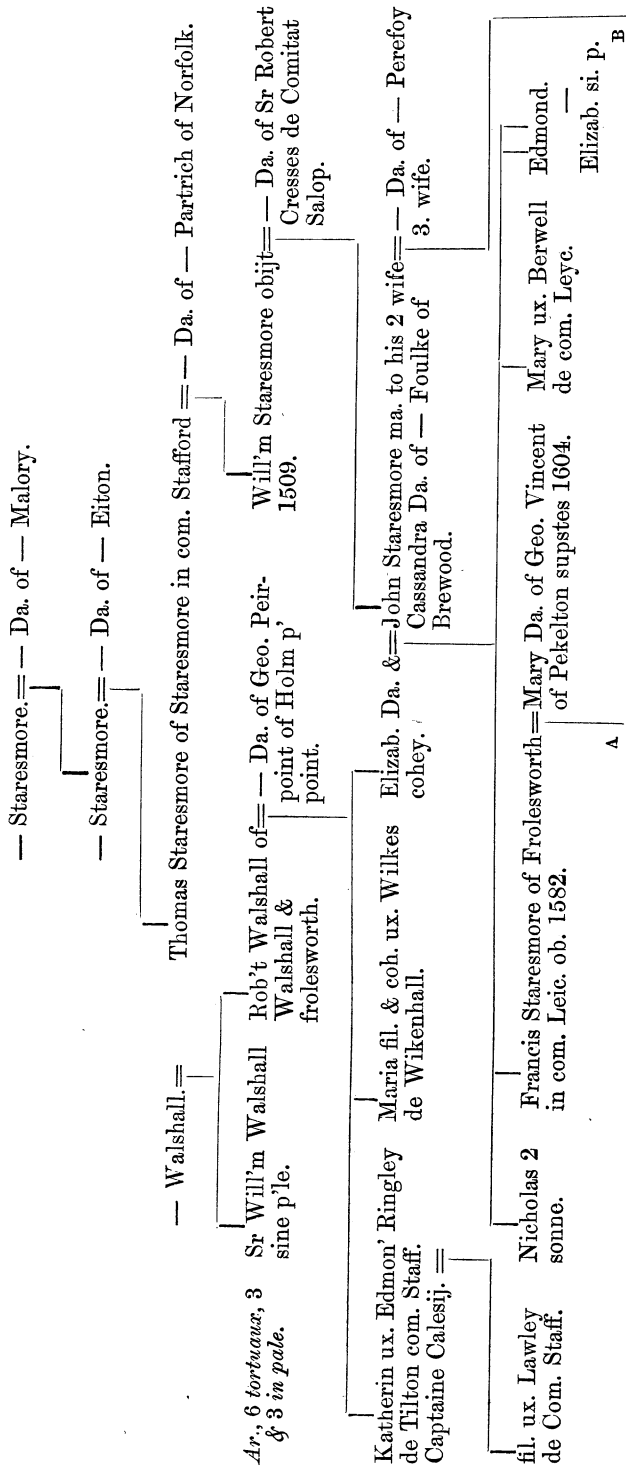 — Staresmore.═— Da. of — Malory.
— Staresmore.═— Da. of — Eiton.
Thomas Staresmore of Staresmore in com. Stafford ═— Da. of — Partrich of Norfolk.
— Walshall.═
Ar., 6 tortuaux, 3
& 3 in pale.
Sr Will'm Walshall
sine p'le.
Rob't Walshall of═— Da. of Geo. Peir-
Walshall &
frolesworth.
point of Holm p'
point.
Will'm Staresmore obijt═— Da. of Sr Robert
1509.
Cresses de Comitat
Salop.
Katherin ux. Edmon' Ringley
de Tilton com. Staff.
Captaine Calesij. ═
Maria fil. & coh. ux. Wilkes
de Wikenhall.
Elizab. Da. &═John Staresmore ma. to his 2 wife═— Da. of — Perefoy
cohey.
Cassandra Da. of — Foulke of
Brewood.
3. wife.
fil. ux. Lawley
de Com. Staff.
Nicholas 2
sonne.
Francis Staresmore of Frolesworth═Mary Da. of Geo. Vincent
in com. Leic. ob. 1582.
of Pekelton supstes 1604.
Mary ux. Berwell
de com. Leyc.
Edmond.
—
Elizab. si. p.
A
B